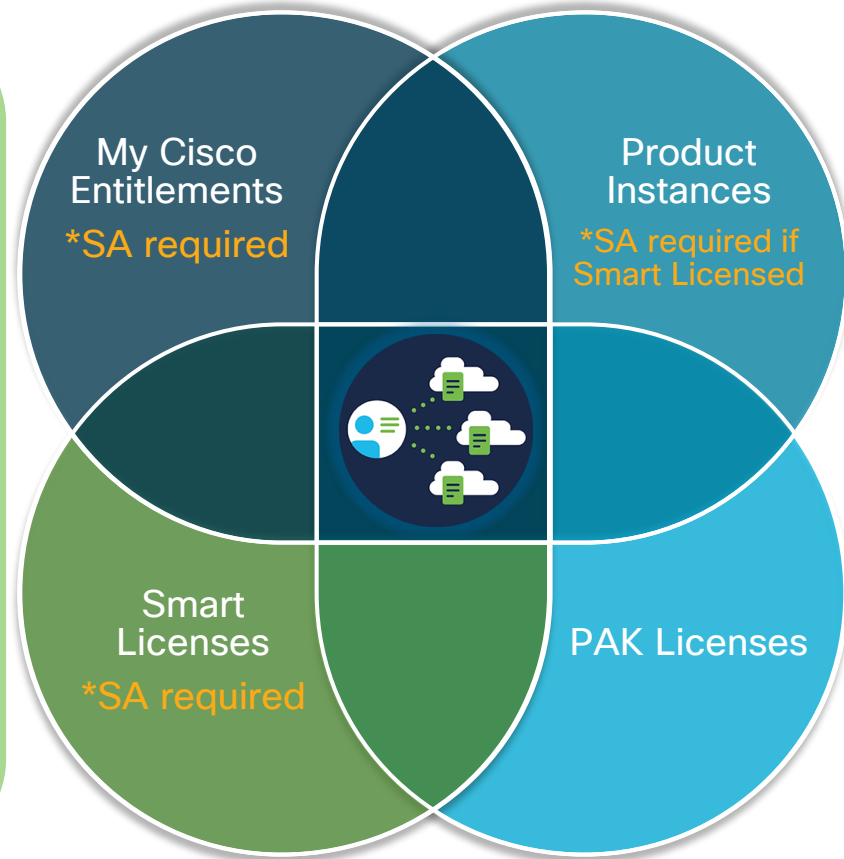 My Cisco
Entitlements
*SA required
Product
Instances
*SA required if
Smart Licensed
Smart
Licenses
*SA required
PAK Licenses